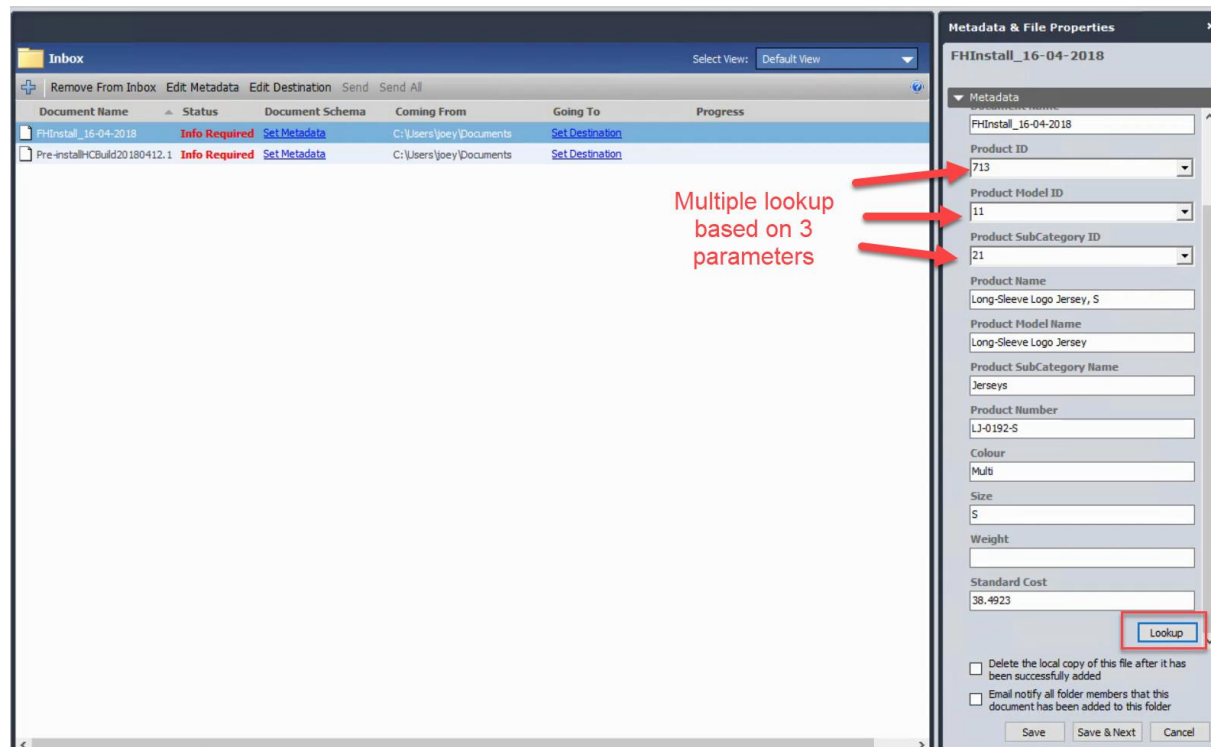 Inbox
Select View: Default View
Remove From Inbox Edit Metadata Edit Destination Send Send All
Document Name Status Document Schema Coming From Going To Progress
FHInstall_16-04-2018 Info Required Set Metadata C:\Users\joey\Documents Set Destination
Pre-installHCBuild20180412.1 Info Required Set Metadata C:\Users\joey\Documents Set Destination
Multiple lookup
based on 3
parameters
Metadata & File Properties
FHInstall_16-04-2018
Metadata
Document Name
FHInstall_16-04-2018
Product ID
713
Product Model ID
11
Product SubCategory ID
21
Product Name
Long-Sleeve Logo Jersey, S
Product Model Name
Long-Sleeve Logo Jersey
Product SubCategory Name
Jerseys
Product Number
LJ-0192-S
Colour
Multi
Size
S
Weight
Standard Cost
38.4923
Lookup
Delete the local copy of this file after it has
been successfully added
Email notify all folder members that this
document has been added to this folder
Save Save & Next Cancel